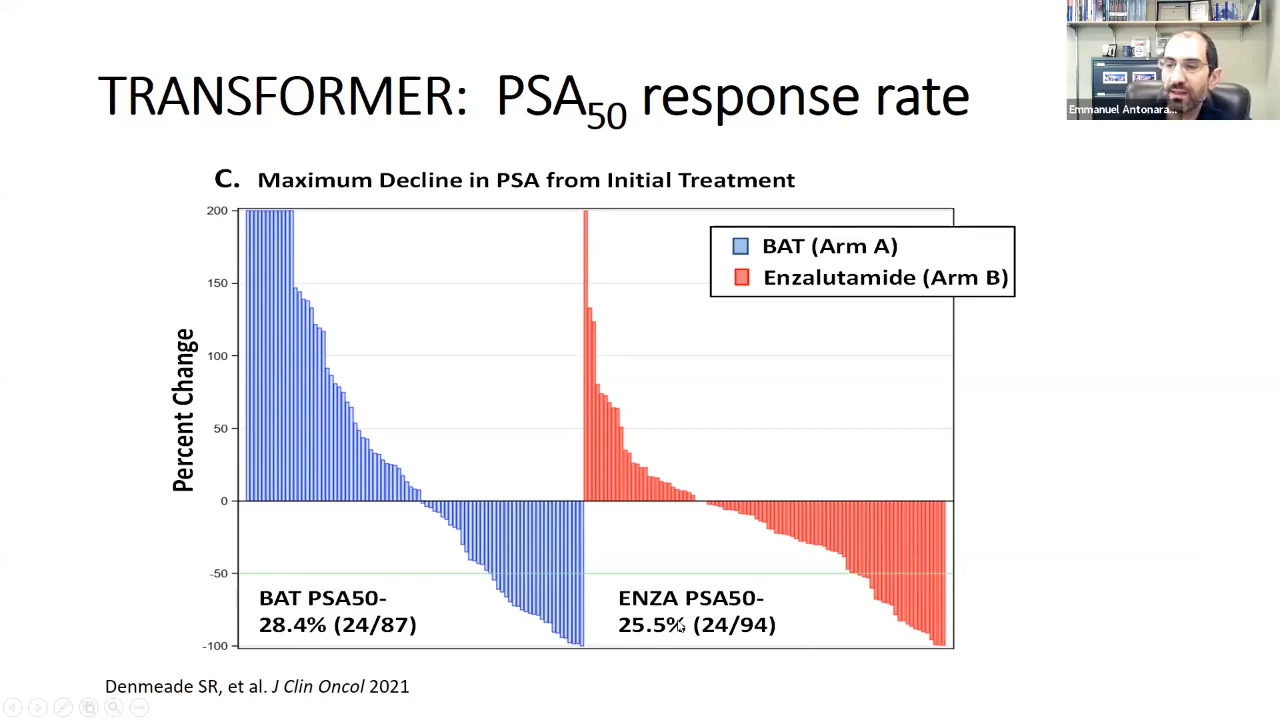 TRANSFORMER: PSA50 response rate
Emmanuel Antonara...
C. Maximum Decline in PSA from Initial Treatment
BAT (Arm A)
Enzalutamide (Arm B)
Percent Change
200
150
100
50
0
-50
-100
BAT PSA50-
28.4% (24/87)
ENZA PSA50-
25.5% (24/94)
Denmeade SR, et al. J Clin Oncol 2021